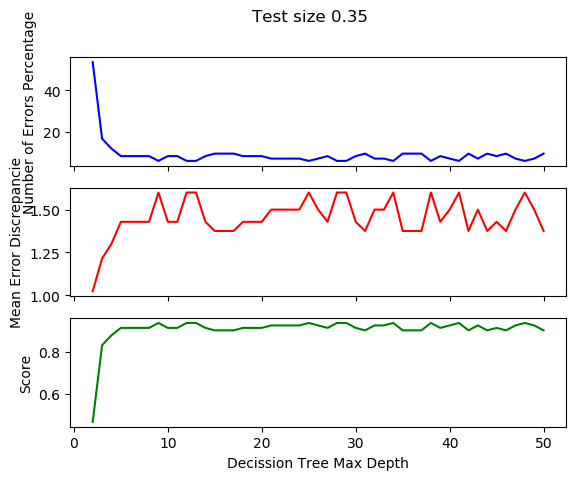 Test size 0.35
Number of Errors Percentage
40
20
Mean Error Discrepancie
1.50
1.25
1.00
Score
0.8
0.6
0
10
20
30
40
50
Decission Tree Max Depth